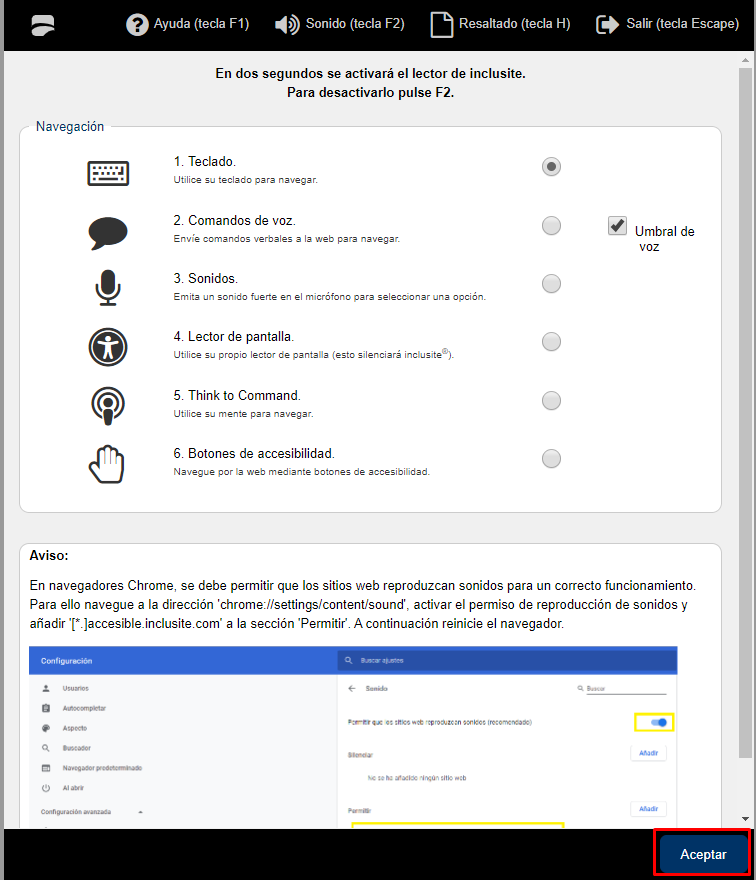 Ayuda (tecla F1) Sonido (tecla F2) Resaltado (tecla H) Salir (tecla Escape)
En dos segundos se activará el lector de inclusite.
Para desactivarlo pulse F2.
Navegación
1. Teclado.
Utilice su teclado para navegar.
2. Comandos de voz.
Envíe comandos verbales a la web para navegar.
Umbral de
voz
3. Sonidos.
Emita un sonido fuerte en el micrófono para seleccionar una opción.
4. Lector de pantalla.
Utilice su propio lector de pantalla (esto silenciará inclusite®).
5. Think to Command.
Utilice su mente para navegar.
6. Botones de accesibilidad.
Navegue por la web mediante botones de accesibilidad.
Aviso:
En navegadores Chrome, se debe permitir que los sitios web reproduzcan sonidos para un correcto funcionamiento.
Para ello navegue a la dirección 'chrome://settings/content/sound', activar el permiso de reproducción de sonidos y
añadir '[*.]accesible.inclusite.com' a la sección 'Permitir'. A continuación reinicie el navegador.
Configuración
Buscar ajustes
Usuarios
Sonido
Buscar
Autocompletar
Aspecto
Permitir que los sitios web reproduzcan sonidos (recomendado)
Buscador
Silenciar
Añadir
Navegador predeterminado
No se ha añadido ningún sitio web
Al abrir
Configuración avanzada
Permitir
Añadir
Aceptar